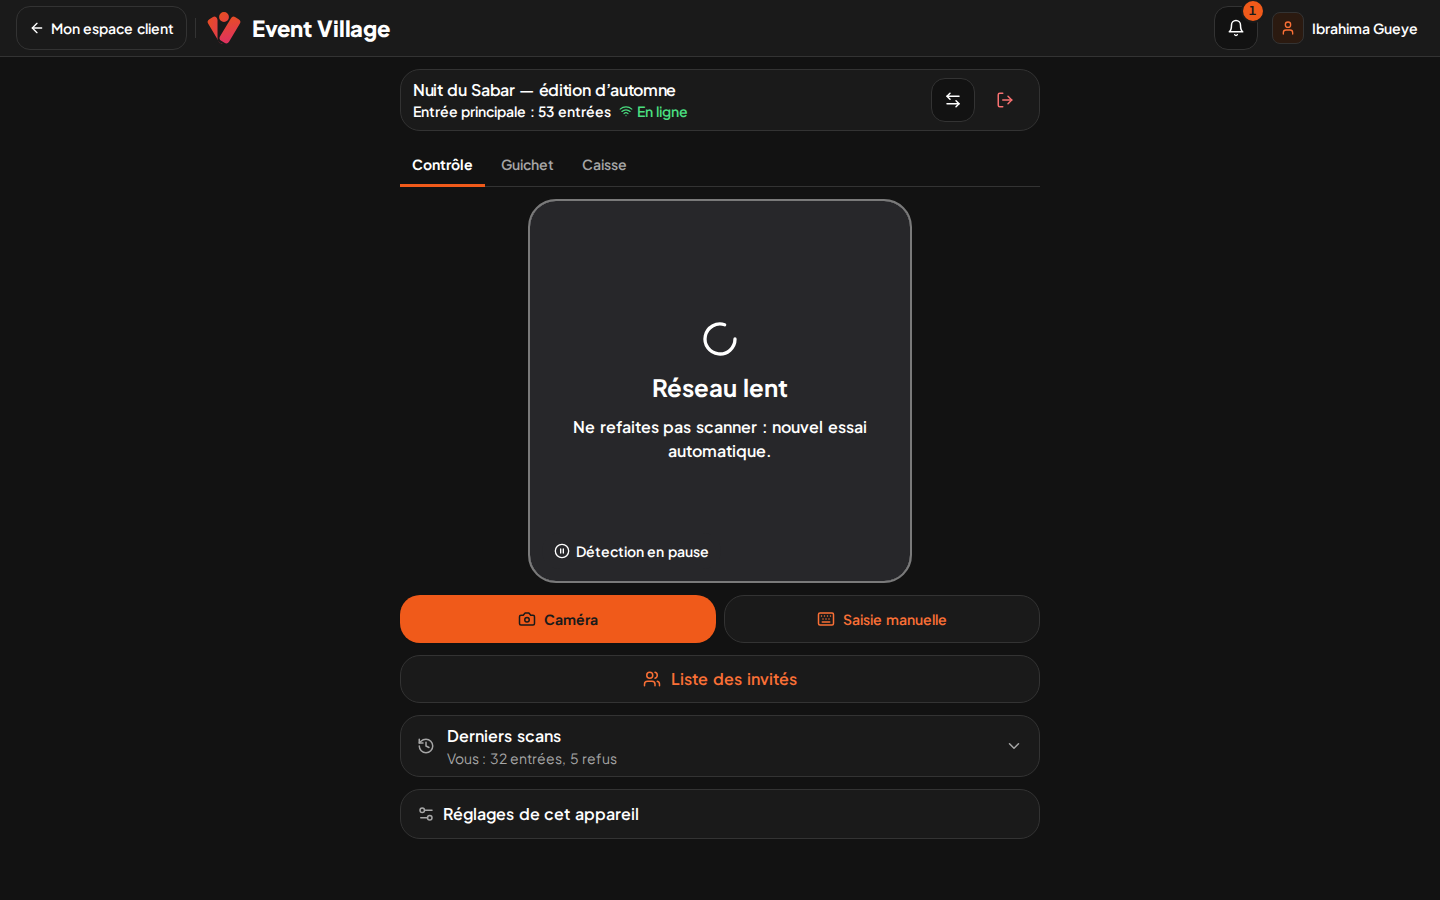 Mon espace client
Event Village
1
Ibrahima Gueye
Nuit du Sabar — édition d’automne
Entrée principale : 53 entrées En ligne
Contrôle Guichet Caisse
Réseau lent
Ne refaites pas scanner : nouvel essai
automatique.
Détection en pause
Caméra
Saisie manuelle
Liste des invités
Derniers scans
Vous : 32 entrées, 5 refus
Réglages de cet appareil